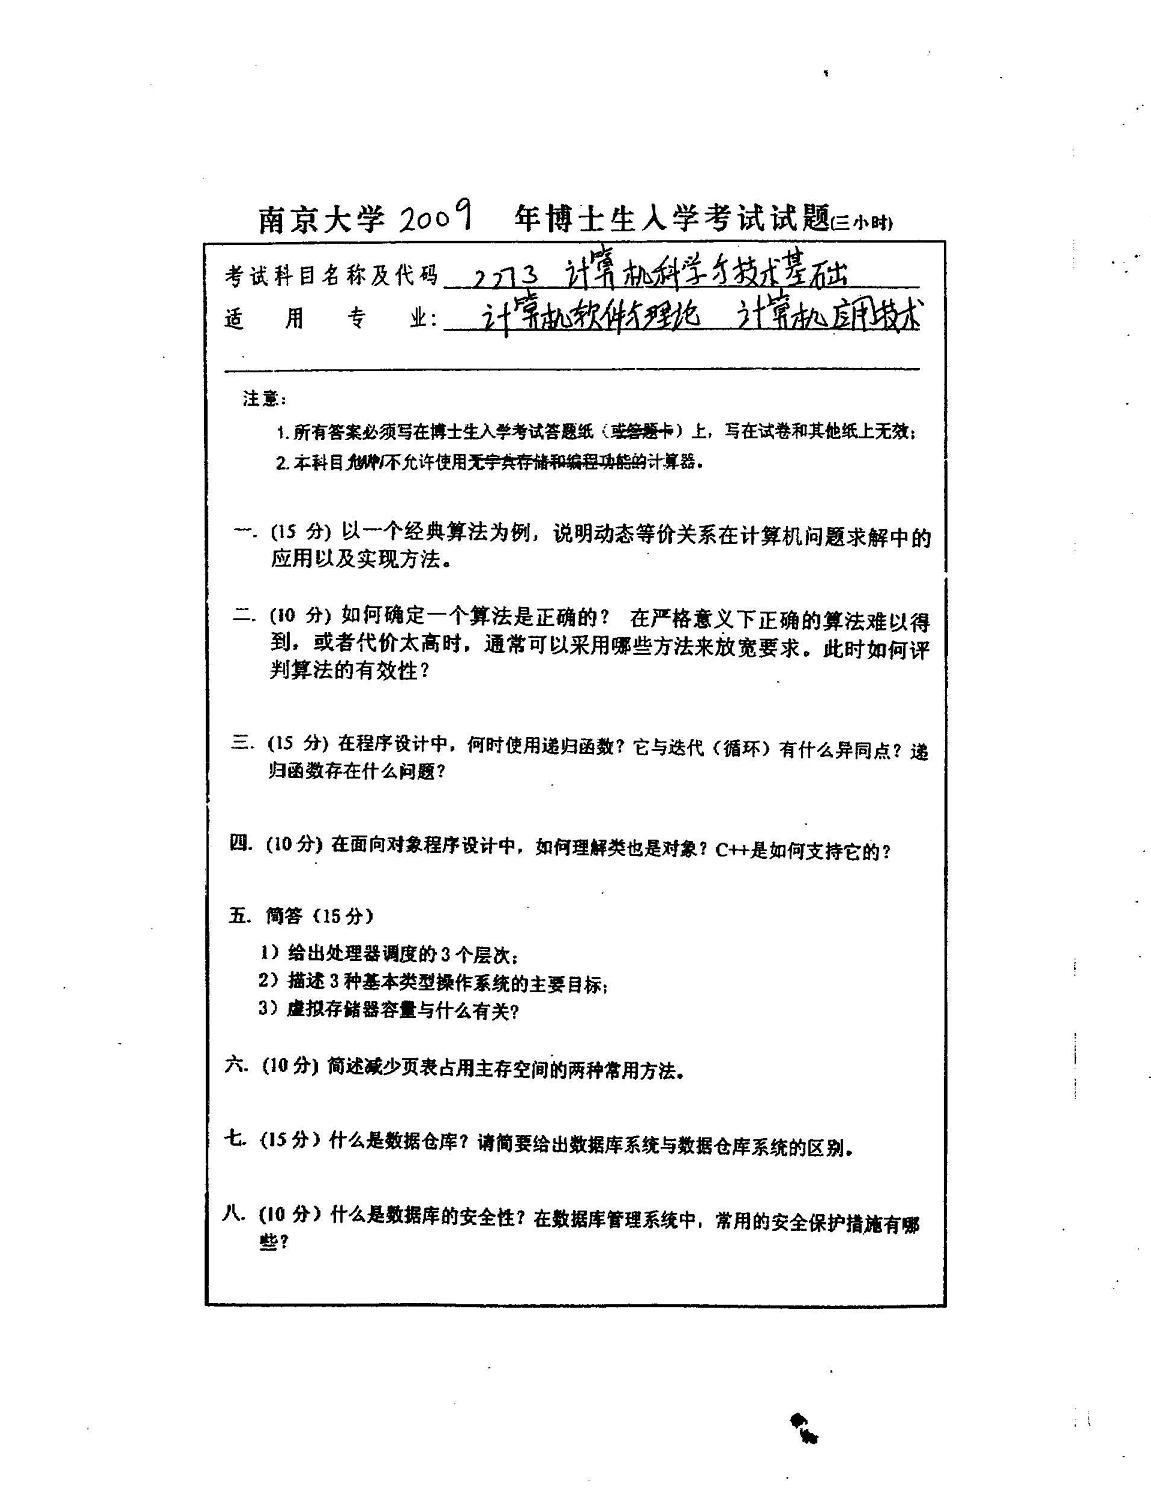 南京大学 2009 年博士生入学考试试题(三小时)
考试科目名称及代码 2273 计算机科学与技术基础
适用专业: 计算机软件与理论 计算机应用技术
注意:
1.所有答案必须写在博士生入学考试答题纸(或答题卡)上,写在试卷和其他纸上无效;
2.本科目不允许使用无字典存储和编程功能的计算器。
一. (15 分) 以一个经典算法为例,说明动态等价关系在计算机问题求解中的
应用以及实现方法。
二. (10 分) 如何确定一个算法是正确的? 在严格意义下正确的算法难以得
到,或者代价太高时,通常可以采用哪些方法来放宽要求。此时如何评
判算法的有效性?
三. (15 分) 在程序设计中,何时使用递归函数?它与迭代(循环)有什么异同点?递
归函数存在什么问题?
四. (10分) 在面向对象程序设计中,如何理解类也是对象?C++是如何支持它的?
五. 简答(15分)
1)给出处理器调度的3个层次;
2)描述3种基本类型操作系统的主要目标;
3)虚拟存储器容量与什么有关?
六. (10分) 简述减少页表占用主存空间的两种常用方法。
七. (15分)什么是数据仓库?请简要给出数据库系统与数据仓库系统的区别。
八. (10分)什么是数据库的安全性?在数据库管理系统中,常用的安全保护措施有哪
些?